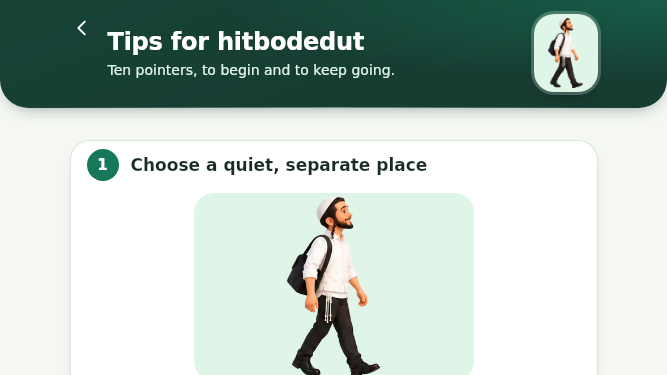 Tips for hitbodedut
Ten pointers, to begin and to keep going.
1 Choose a quiet, separate place